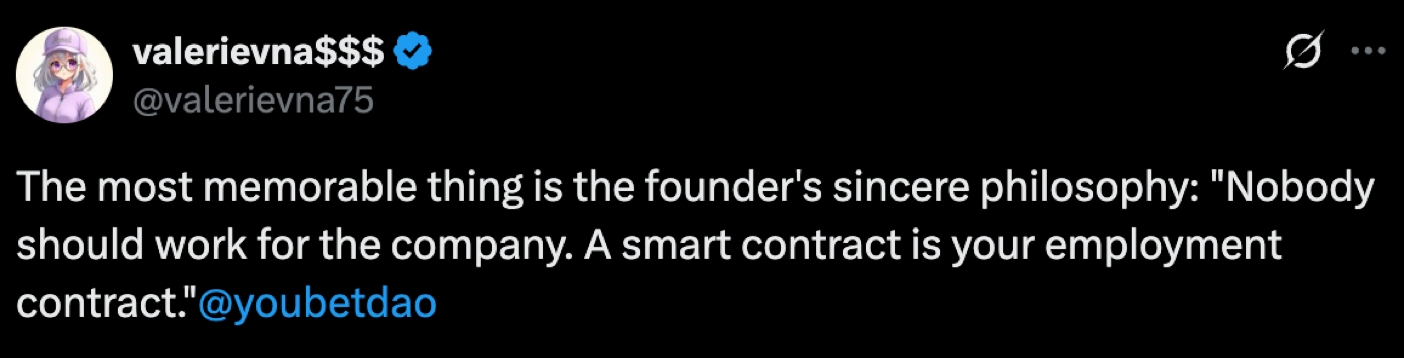 valerievna$$$
@valerievna75
The most memorable thing is the founder's sincere philosophy: "Nobody
should work for the company. A smart contract is your employment
contract."@youbetdao